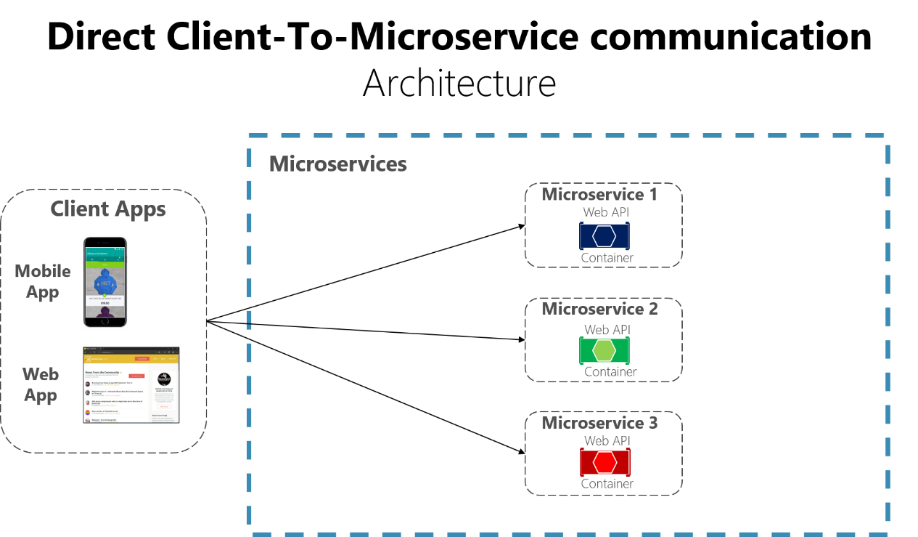 Direct Client-To-Microservice communication
Architecture
Microservices
Client Apps
Mobile
App
Web
App
Microservice 1
Web API
Container
Microservice 2
Web API
Container
Microservice 3
Web API
Container